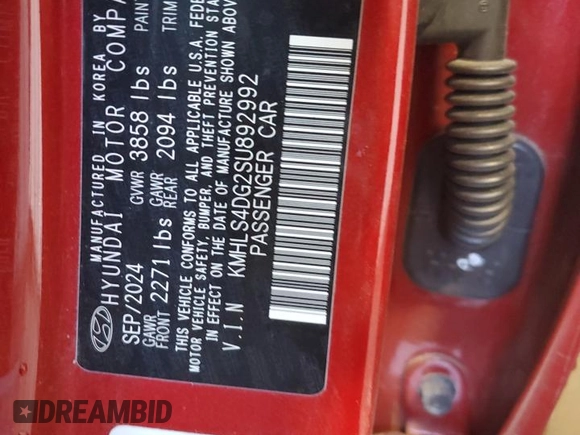 MANUFACTURED IN KOREA BY
HYUNDAI MOTOR COMPA
SEP/2024 GVWR 3858 lbs PAIN
GAWR FRONT 2271 lbs GAWR REAR 2094 lbs TRIM
THIS VEHICLE CONFORMS TO ALL APPLICABLE U.S.A. FEDE
MOTOR VEHICLE SAFETY, BUMPER, AND THEFT PREVENTION STA
IN EFFECT ON THE DATE OF MANUFACTURE SHOWN ABOVE
V.I.N KMHLS4DG2SU892992
PASSENGER CAR
DREAMBID